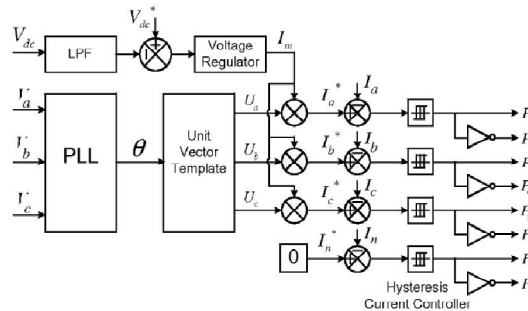 V_dc*
V_dc
LPF
Voltage
Regulator
I_m
V_a
V_b
V_c
PLL
θ
Unit
Vector
Template
U_a
U_b
U_c
I_a*
I_a
I_b*
I_b
I_c*
I_c
I_n*
I_n
0
Hysteresis
Current Controller